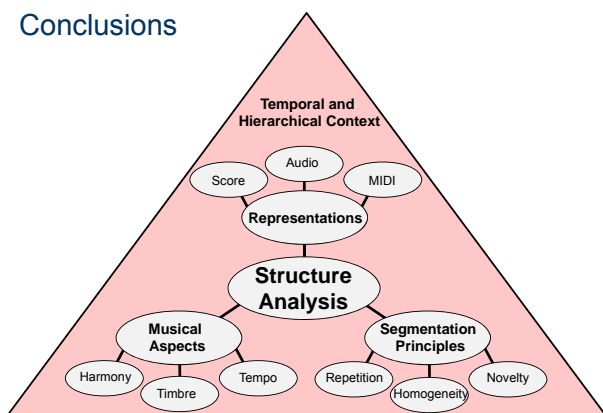 Conclusions
Temporal and
Hierarchical Context
Audio
Score
MIDI
Representations
Structure
Analysis
Musical
Aspects
Segmentation
Principles
Harmony
Timbre
Tempo
Repetition
Homogeneity
Novelty